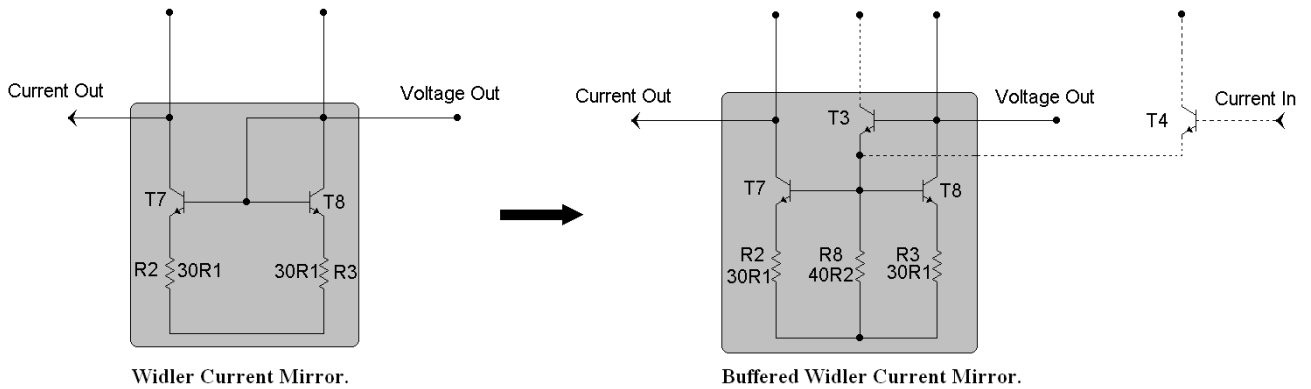 Current Out
Voltage Out
T7
T8
R2 30R1
30R1 R3
Widler Current Mirror.
Current Out
T3
Voltage Out
T4
Current In
T7
T8
R2
30R1
R8
40R2
R3
30R1
Buffered Widler Current Mirror.